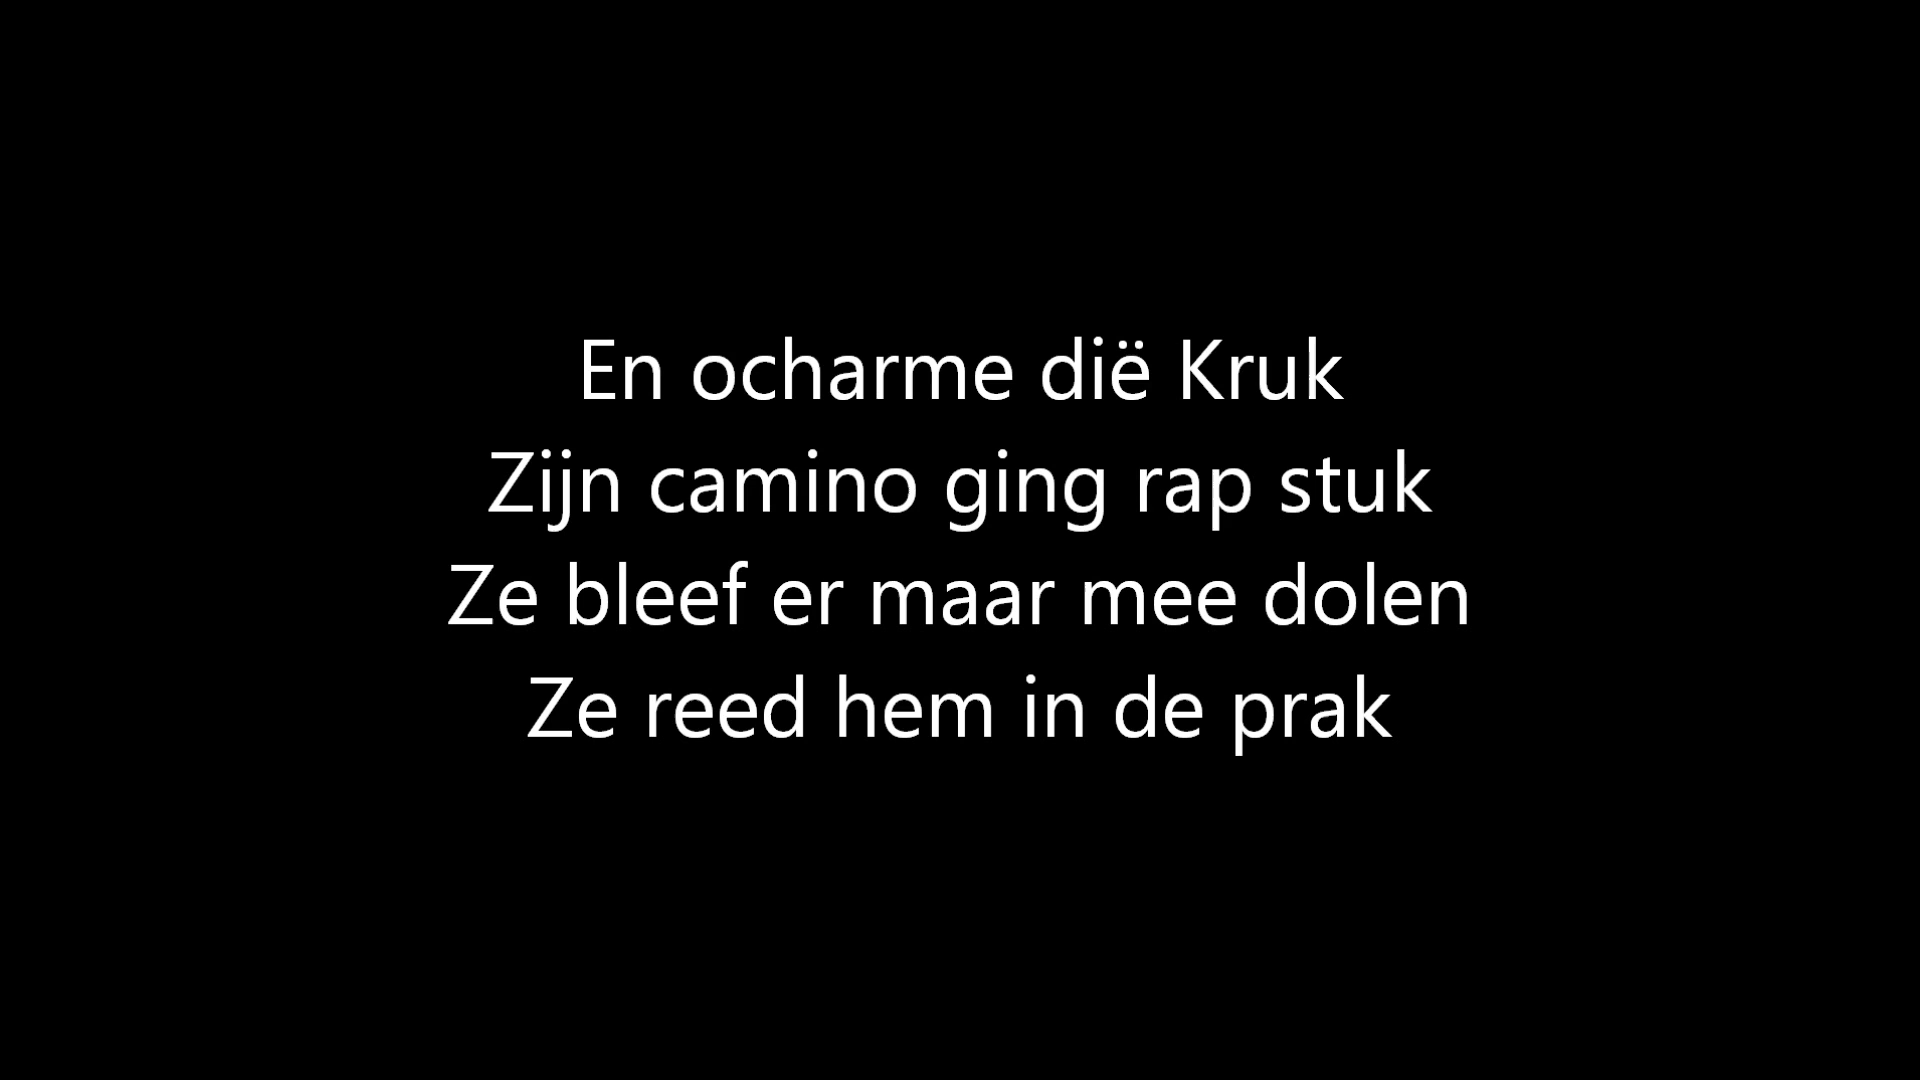 En ocharme dië Kruk
Zijn camino ging rap stuk
Ze bleef er maar mee dolen
Ze reed hem in de prak